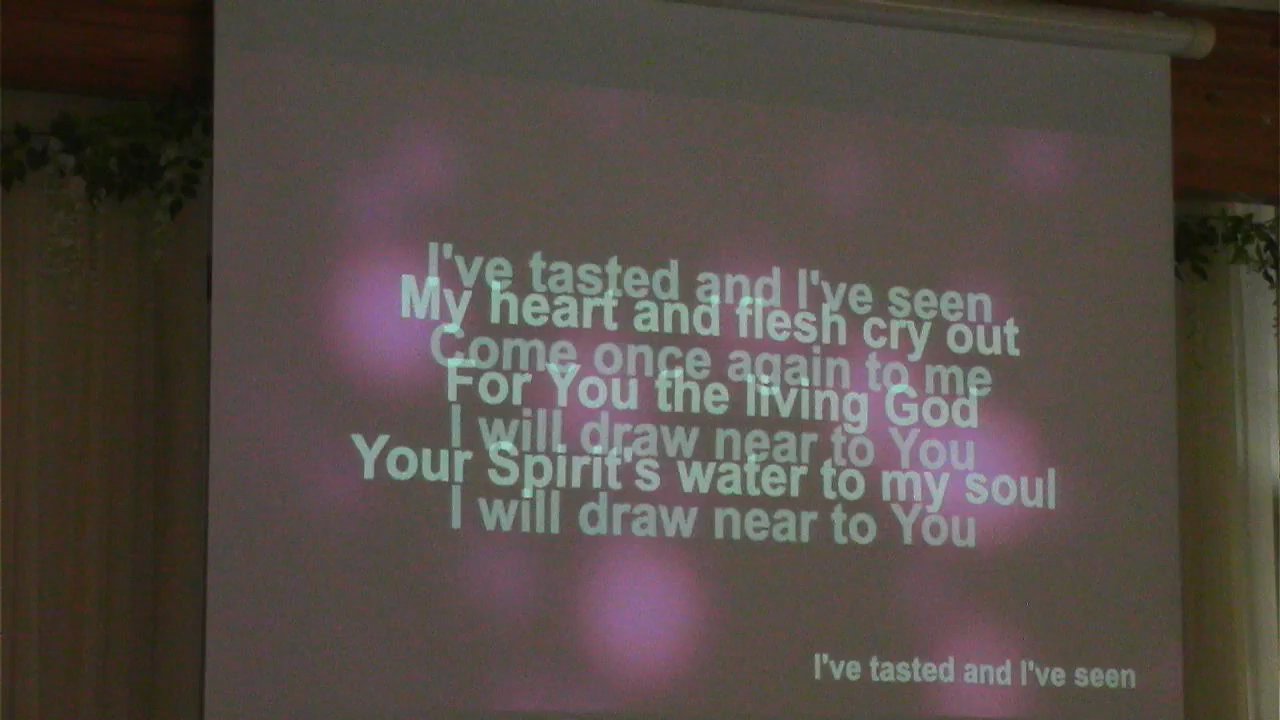 I've tasted and I've seen
My heart and flesh cry out
Come once again to me
For You the living God
I will draw near to You
Your Spirit's water to my soul
I will draw near to You
I've tasted and I've seen